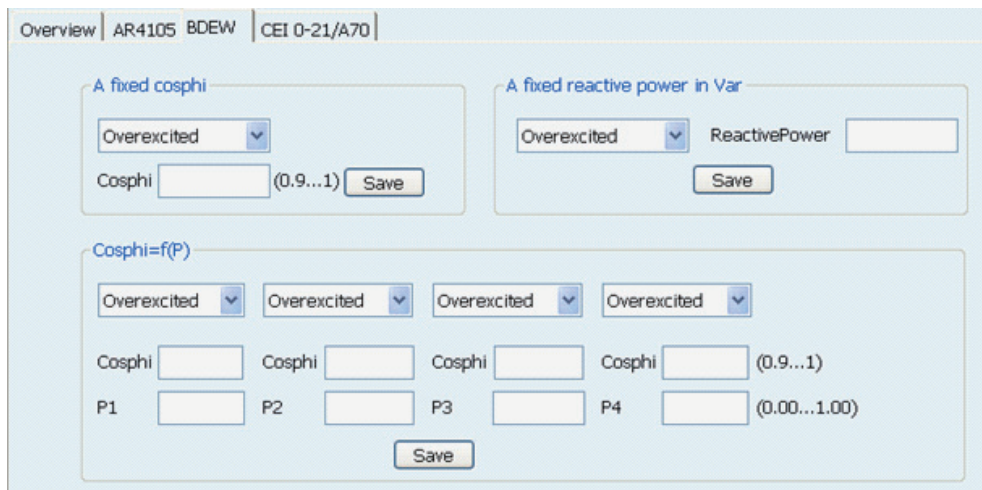 Overview AR4105 BDEW CEI 0-21/A70
A fixed cosphi
Overexcited
Cosphi (0.9...1) Save
A fixed reactive power in Var
Overexcited ReactivePower
Save
Cosphi=f(P)
Overexcited Overexcited Overexcited Overexcited
Cosphi Cosphi Cosphi Cosphi (0.9...1)
P1 P2 P3 P4 (0.00...1.00)
Save